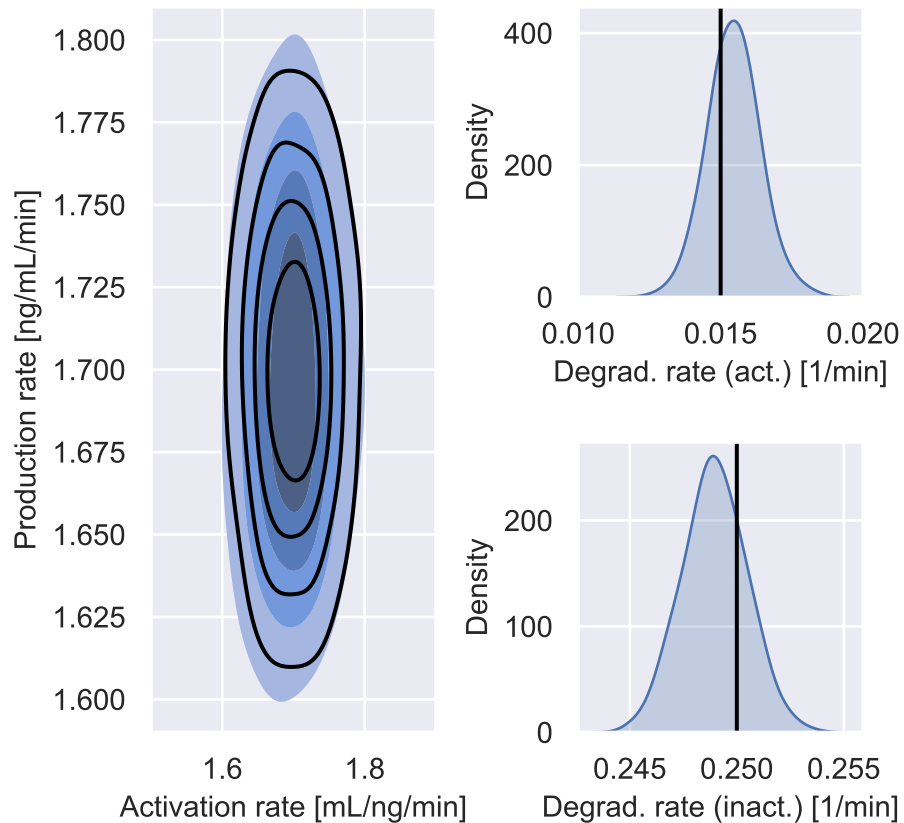 1.800
1.775
1.750
1.725
1.700
1.675
1.650
1.625
1.600
Production rate [ng/mL/min]
1.6 1.8
Activation rate [mL/ng/min]
400
200
0
Density
0.010 0.015 0.020
Degrad. rate (act.) [1/min]
200
100
0
Density
0.245 0.250 0.255
Degrad. rate (inact.) [1/min]